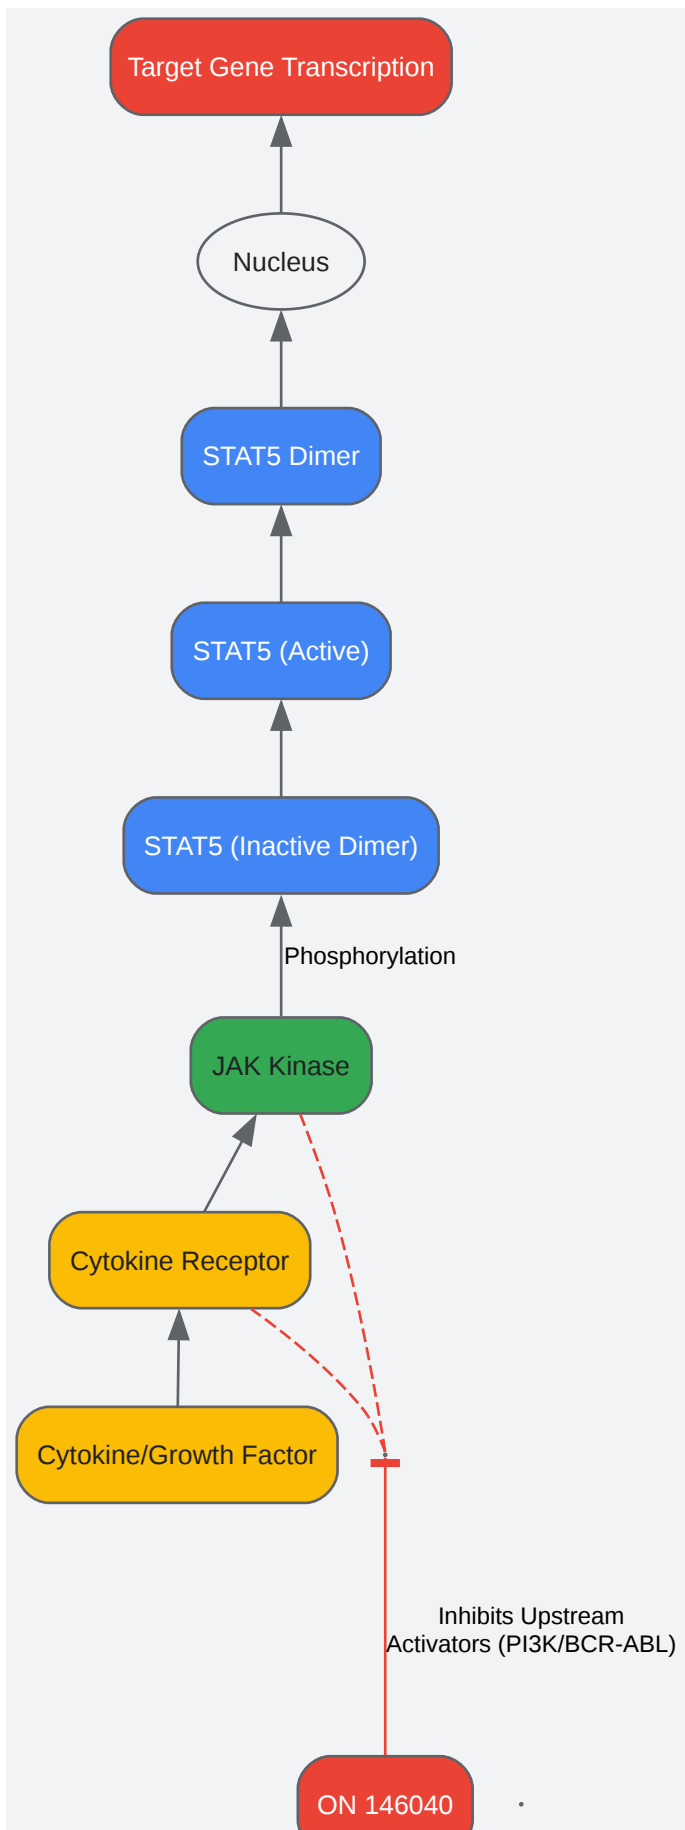 Target Gene Transcription
Nucleus
STAT5 Dimer
STAT5 (Active)
STAT5 (Inactive Dimer)
Phosphorylation
JAK Kinase
Cytokine Receptor
Cytokine/Growth Factor
Inhibits Upstream
Activators (PI3K/BCR-ABL)
ON 146040